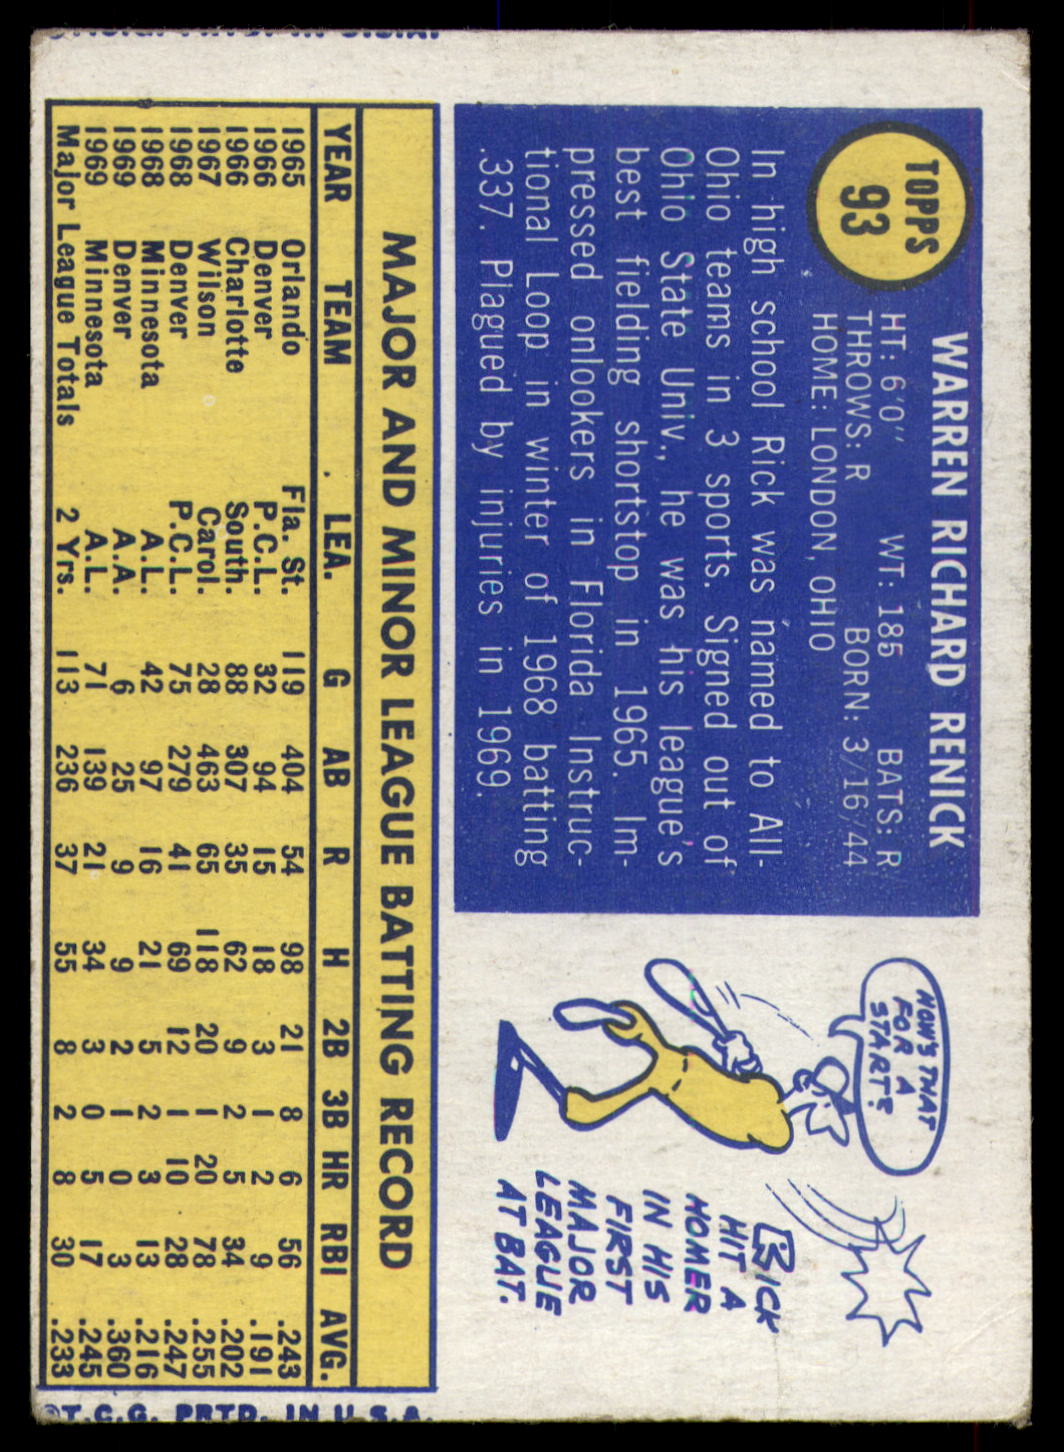 TOPPS
93
WARREN RICHARD RENICK
HT: 6'0" WT: 185 BATS: R
THROWS: R BORN: 3/16/44
HOME: LONDON, OHIO
In high school Rick was named to All-
Ohio teams in 3 sports. Signed out of
Ohio State Univ., he was his league's
best fielding shortstop in 1965. Im-
pressed onlookers in Florida Instruc-
tional Loop in winter of 1968 batting
.337. Plagued by injuries in 1969.
HOW'S THAT
FOR A
START?
RICK
HIT A
HOMER
IN HIS
FIRST
MAJOR
LEAGUE
AT BAT.
MAJOR AND MINOR LEAGUE BATTING RECORD
YEAR TEAM LEA. G AB R H 2B 3B HR RBI AVG.
1965 Orlando Fla. St. 119 404 54 98 21 8 6 56 .243
1966 Denver P.C.L. 32 94 15 18 3 1 2 9 .191
1966 Charlotte South. 88 307 35 62 9 2 5 34 .202
1967 Wilson Carol. 28 463 65 118 20 1 20 78 .255
1968 Denver P.C.L. 75 279 41 69 12 1 10 28 .247
1968 Minnesota A.L. 42 97 16 21 5 2 3 13 .216
1969 Denver A.A. 6 25 9 9 2 1 0 3 .360
1969 Minnesota A.L. 71 139 21 34 3 0 5 17 .245
Major League Totals 2 Yrs. 113 236 37 55 8 2 8 30 .233
©T.C.G. PRTD. IN U.S.A.